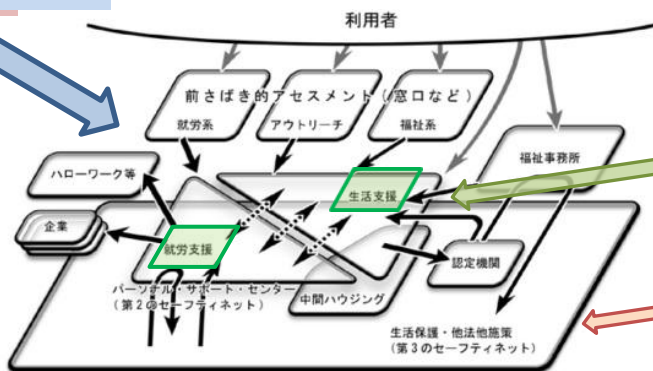 利用者
前さばき的アセスメント(窓口など)
就労系
アウトリーチ
福祉系
ハローワーク等
福祉事務所
企業
生活支援
就労支援
認定機関
パーソナル・サポート・センター
(第2のセーフティネット)
中間ハウジング
生活保護・他法他施策
(第3のセーフティネット)